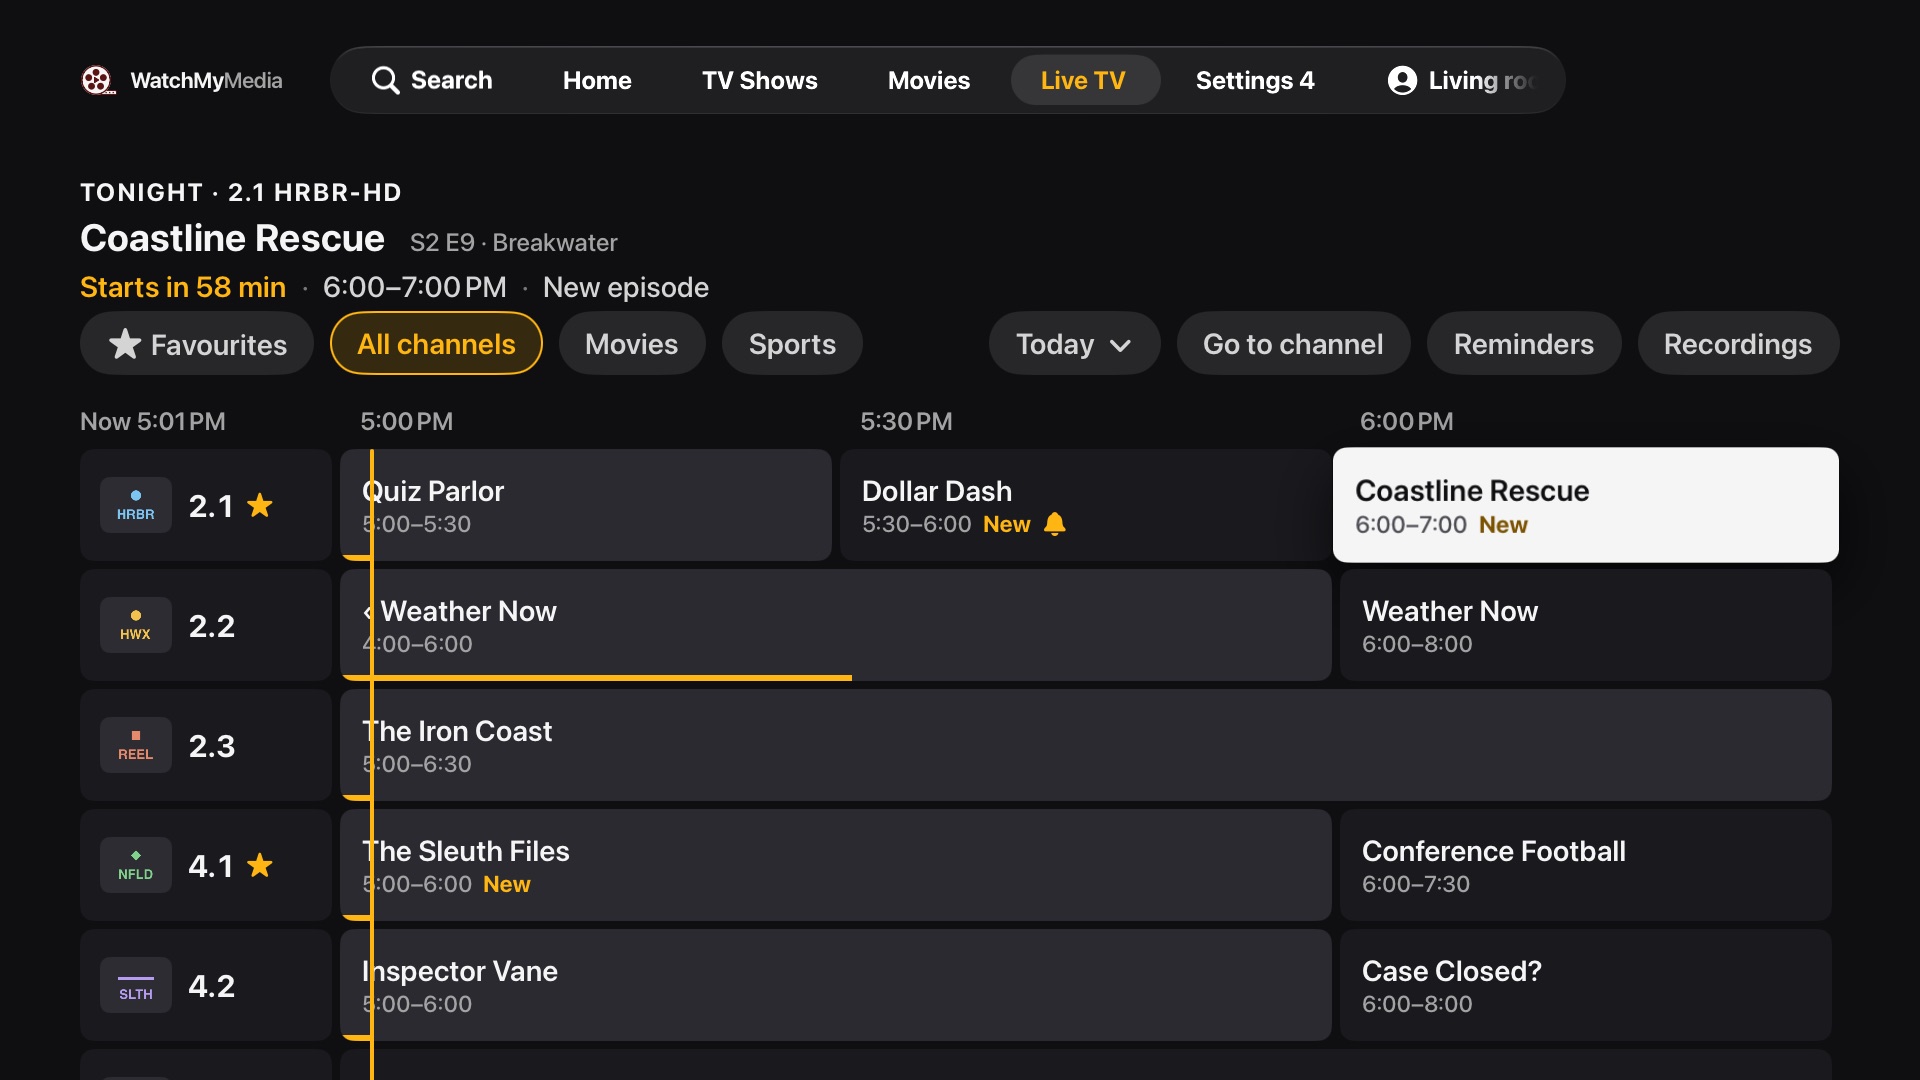 WatchMyMedia
Search Home TV Shows Movies Live TV Settings 4 Living
TONIGHT · 2.1 HRBR-HD
Coastline Rescue S2 E9 · Breakwater
Starts in 58 min · 6:00–7:00 PM · New episode
Favourites All channels Movies Sports Today Go to channel Reminders Recordings
Now 5:01 PM 5:00 PM 5:30 PM 6:00 PM
HRBR 2.1
Quiz Parlor
5:00–5:30
Dollar Dash
5:30–6:00 New
Coastline Rescue
6:00–7:00 New
HWX 2.2
‹ Weather Now
4:00–6:00
Weather Now
6:00–8:00
REEL 2.3
The Iron Coast
5:00–6:30
NFLD 4.1
The Sleuth Files
5:00–6:00 New
Conference Football
6:00–7:30
SLTH 4.2
Inspector Vane
5:00–6:00
Case Closed?
6:00–8:00